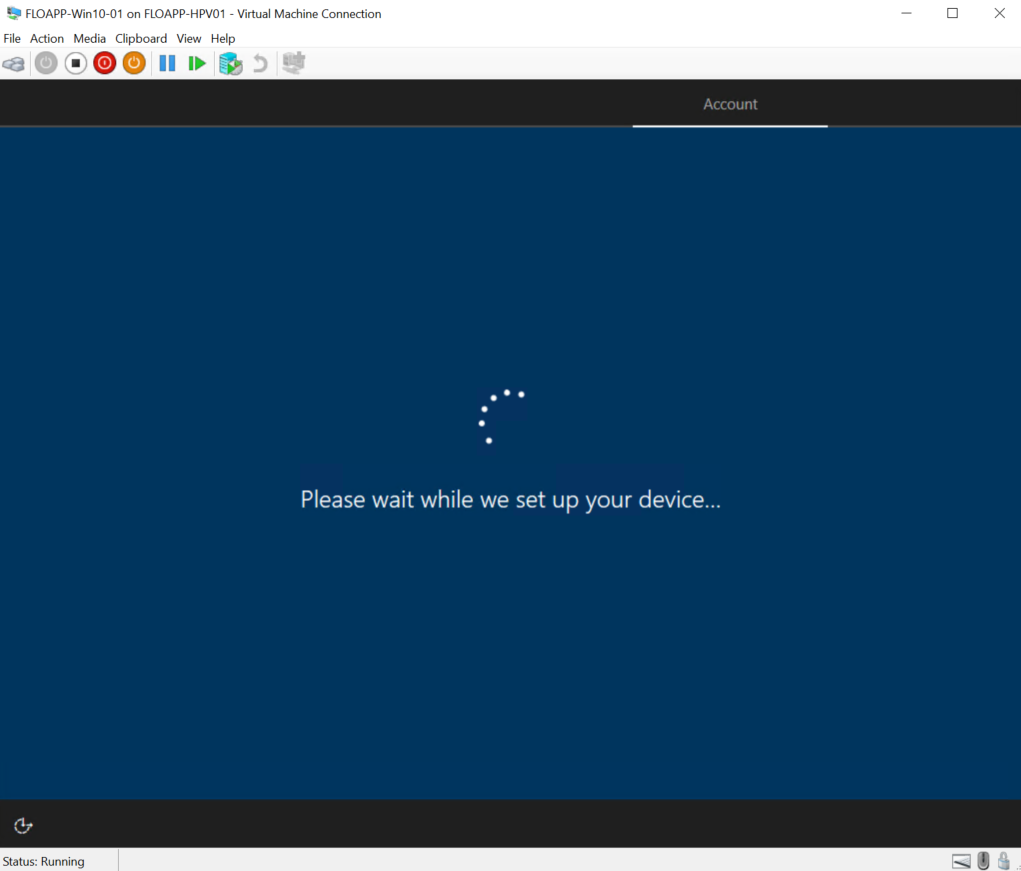 FLOAPP-Win10-01 on FLOAPP-HPV01 - Virtual Machine Connection
File Action Media Clipboard View Help
Account
Please wait while we set up your device...
Status: Running